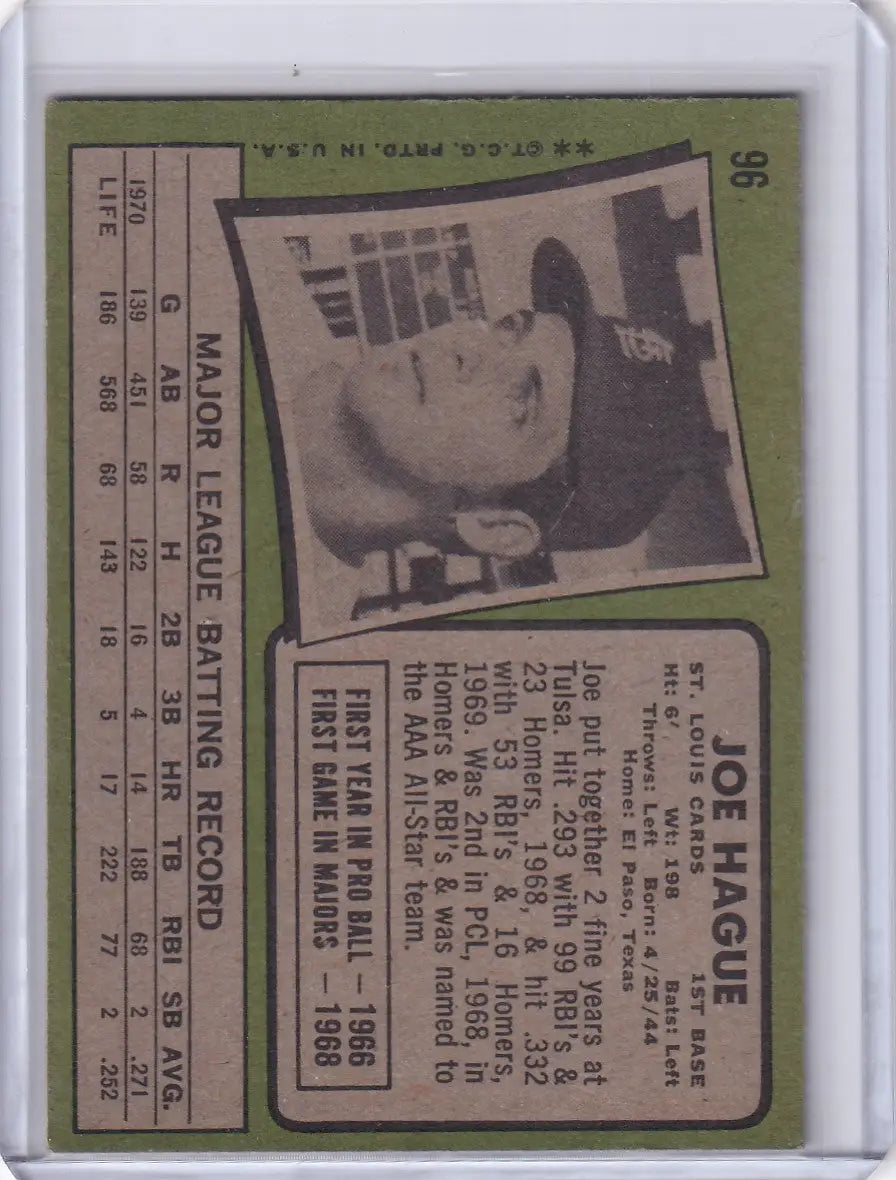 96
** ©T.C.G. PRTD. IN U.S.A.
STL
JOE HAGUE
ST. LOUIS CARDS 1ST BASE
Ht: 6' Wt: 198 Bats: Left
Throws: Left Born: 4/25/44
Home: El Paso, Texas
Joe put together 2 fine years at
Tulsa. Hit .293 with 99 RBI's &
23 Homers, 1968, & hit .332
with 53 RBI's & 16 Homers,
1969. Was 2nd in PCL, 1968, in
Homers & RBI's & was named to
the AAA All-Star team.
FIRST YEAR IN PRO BALL — 1966
FIRST GAME IN MAJORS — 1968
MAJOR LEAGUE BATTING RECORD
G AB R H 2B 3B HR TB RBI SB AVG.
1970 139 451 58 122 16 4 14 188 68 2 .271
LIFE 186 568 68 143 18 5 17 222 77 2 .252